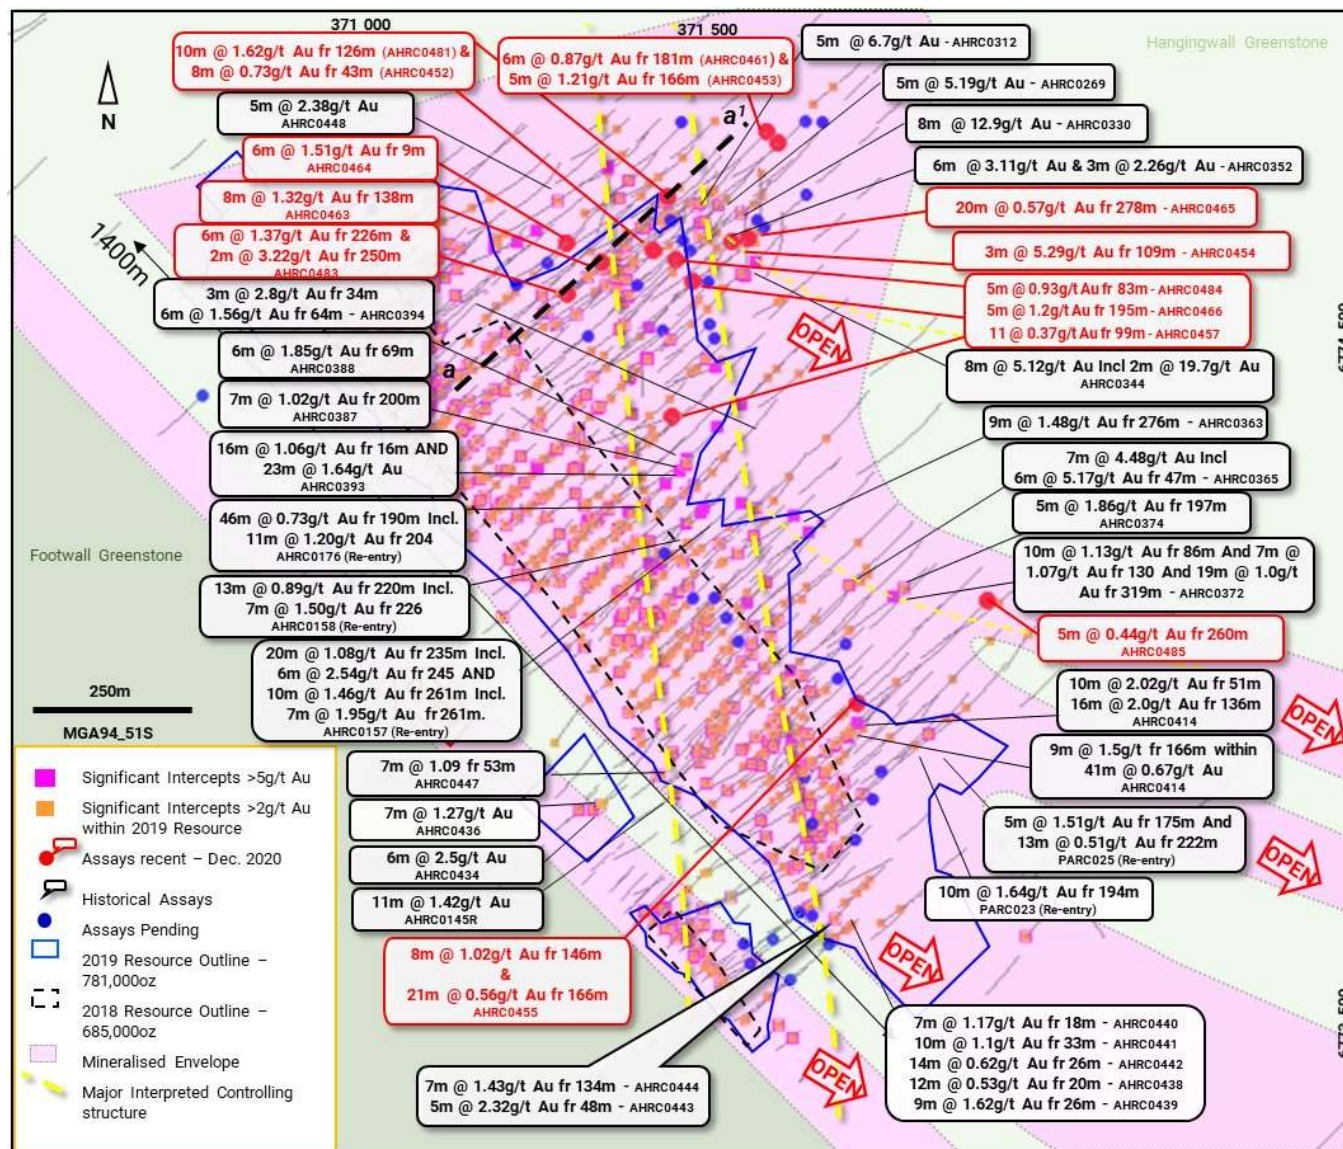 371 000
371 500
Hangingwall Greenstone
10m @ 1.62g/t Au fr 126m (AHRC0481) &
8m @ 0.73g/t Au fr 43m (AHRC0452)
6m @ 0.87g/t Au fr 181m (AHRC0461) &
5m @ 1.21g/t Au fr 166m (AHRC0453)
5m @ 6.7g/t Au - AHRC0312
5m @ 5.19g/t Au - AHRC0269
8m @ 12.9g/t Au - AHRC0330
6m @ 3.11g/t Au & 3m @ 2.26g/t Au - AHRC0352
20m @ 0.57g/t Au fr 278m - AHRC0465
3m @ 5.29g/t Au fr 109m - AHRC0454
5m @ 0.93g/t Au fr 83m - AHRC0484
5m @ 1.2g/t Au fr 195m - AHRC0466
11 @ 0.37g/t Au fr 99m - AHRC0457
8m @ 5.12g/t Au Incl 2m @ 19.7g/t Au
AHRC0344
9m @ 1.48g/t Au fr 276m - AHRC0363
7m @ 4.48g/t Au Incl
6m @ 5.17g/t Au fr 47m - AHRC0365
5m @ 1.86g/t Au fr 197m
AHRC0374
10m @ 1.13g/t Au fr 86m And 7m @
1.07g/t Au fr 130 And 19m @ 1.0g/t
Au fr 319m - AHRC0372
5m @ 0.44g/t Au fr 260m
AHRC0485
10m @ 2.02g/t Au fr 51m
16m @ 2.0g/t Au fr 136m
AHRC0414
9m @ 1.5g/t fr 166m within
41m @ 0.67g/t Au
AHRC0414
5m @ 1.51g/t Au fr 175m And
13m @ 0.51g/t Au fr 222m
PARC025 (Re-entry)
10m @ 1.64g/t Au fr 194m
PARC023 (Re-entry)
7m @ 1.17g/t Au fr 18m - AHRC0440
10m @ 1.1g/t Au fr 33m - AHRC0441
14m @ 0.62g/t Au fr 26m - AHRC0442
12m @ 0.53g/t Au fr 20m - AHRC0438
9m @ 1.62g/t Au fr 26m - AHRC0439
N
5m @ 2.38g/t Au
AHRC0448
6m @ 1.51g/t Au fr 9m
AHRC0464
8m @ 1.32g/t Au fr 138m
AHRC0463
6m @ 1.37g/t Au fr 226m &
2m @ 3.22g/t Au fr 250m
AHRC0483
1400m
3m @ 2.8g/t Au fr 34m
6m @ 1.56g/t Au fr 64m - AHRC0394
6m @ 1.85g/t Au fr 69m
AHRC0388
7m @ 1.02g/t Au fr 200m
AHRC0387
16m @ 1.06g/t Au fr 16m AND
23m @ 1.64g/t Au
AHRC0393
46m @ 0.73g/t Au fr 190m Incl.
11m @ 1.20g/t Au fr 204
AHRC0176 (Re-entry)
13m @ 0.89g/t Au fr 220m Incl.
7m @ 1.50g/t Au fr 226
AHRC0158 (Re-entry)
20m @ 1.08g/t Au fr 235m Incl.
6m @ 2.54g/t Au fr 245 AND
10m @ 1.46g/t Au fr 261m Incl.
7m @ 1.95g/t Au fr 261m.
AHRC0157 (Re-entry)
7m @ 1.09 fr 53m
AHRC0447
7m @ 1.27g/t Au
AHRC0436
6m @ 2.5g/t Au
AHRC0434
11m @ 1.42g/t Au
AHRC0145R
8m @ 1.02g/t Au fr 146m
&
21m @ 0.56g/t Au fr 166m
AHRC0455
7m @ 1.43g/t Au fr 134m - AHRC0444
5m @ 2.32g/t Au fr 48m - AHRC0443
a
a1
OPEN
OPEN
OPEN
OPEN
OPEN
Footwall Greenstone
250m
MGA94_51S
Significant Intercepts >5g/t Au
Significant Intercepts >2g/t Au
within 2019 Resource
Assays recent – Dec. 2020
Historical Assays
Assays Pending
2019 Resource Outline –
781,000oz
2018 Resource Outline –
685,000oz
Mineralised Envelope
Major Interpreted Controlling
structure